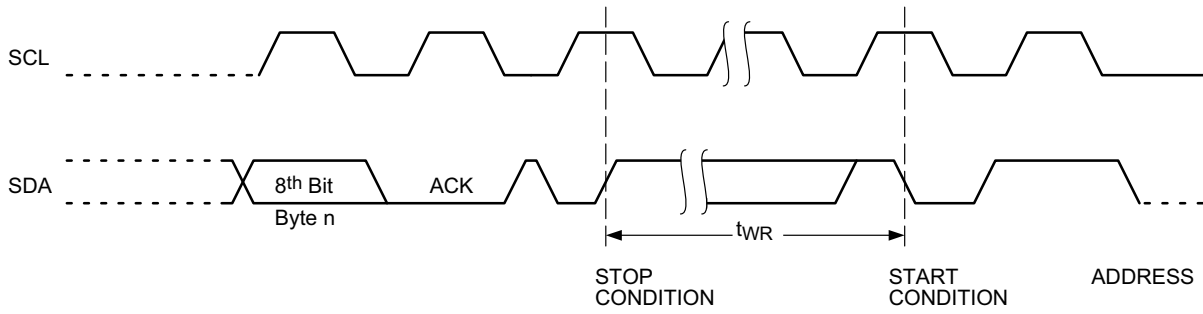 SCL
SDA
8th Bit
Byte n
ACK
tWR
STOP
CONDITION
START
CONDITION
ADDRESS